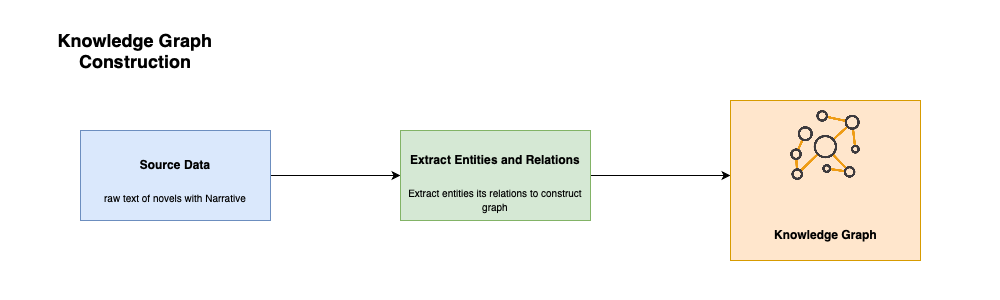 Knowledge Graph
Construction
Source Data
raw text of novels with Narrative
Extract Entities and Relations
Extract entities its relations to construct
graph
Knowledge Graph